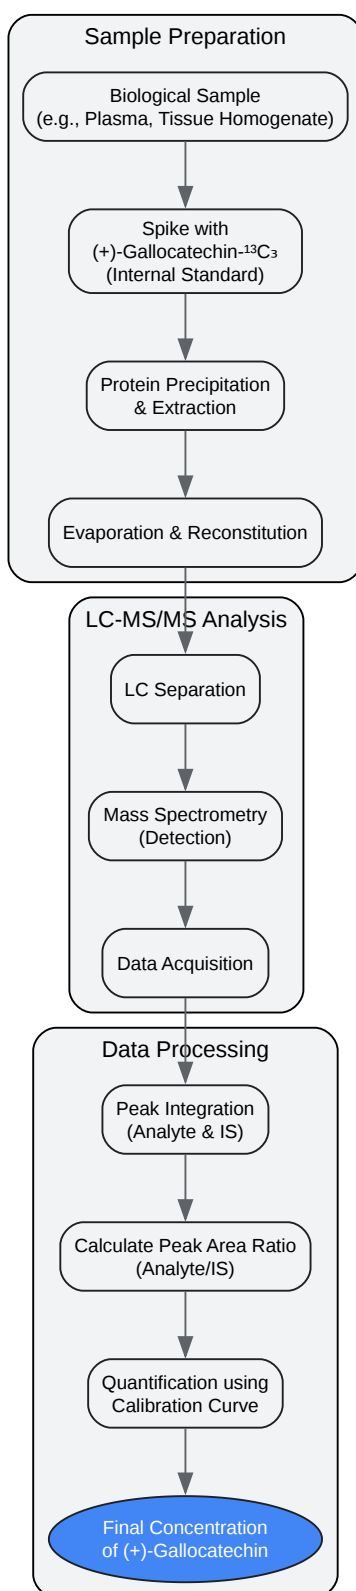 Sample Preparation
Biological Sample
(e.g., Plasma, Tissue Homogenate)
Spike with
(+)-Gallocatechin-¹³C₃
(Internal Standard)
Protein Precipitation
& Extraction
Evaporation & Reconstitution
LC-MS/MS Analysis
LC Separation
Mass Spectrometry
(Detection)
Data Acquisition
Data Processing
Peak Integration
(Analyte & IS)
Calculate Peak Area Ratio
(Analyte/IS)
Quantification using
Calibration Curve
Final Concentration
of (+)-Gallocatechin